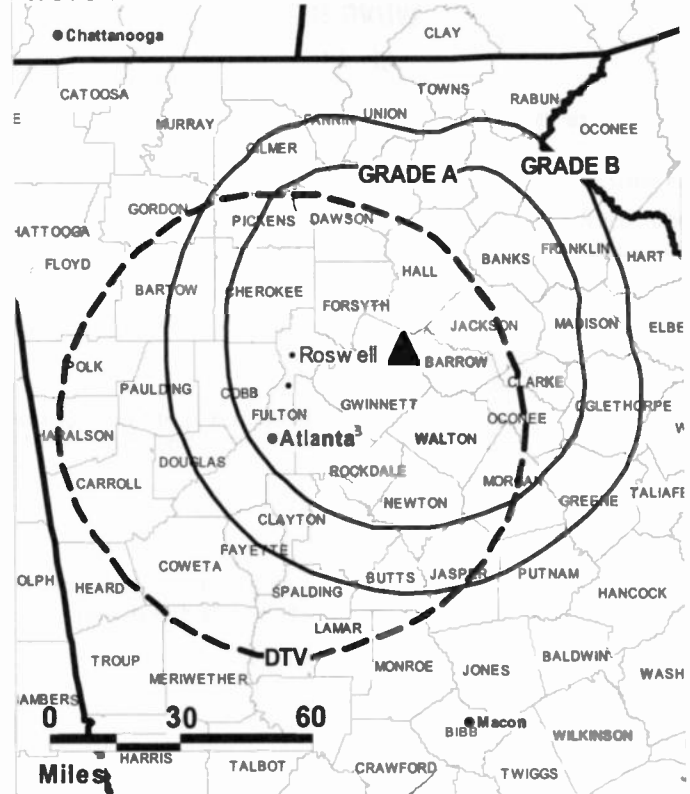 Chattanooga
CLAY
CATOOSA
TOWNS
RABUN
MURRAY
FANNIN
UNION
OCONEE
E
GILMER
GRADE A
GRADE B
GORDON
PICKENS
DAWSON
HATTOOGA
FLOYD
HALL
BANKS
FRANKLIN
HART
BARTOW
CHEROKEE
FORSYTH
JACKSON
MADISON
ELBE
Roswell
BARROW
POLK
PAULDING
COBB
CLARKE
FULTON
GWINNETT
OCONEE
OGLETHORPE
HARALSON
Atlanta³
WALTON
W
DOUGLAS
ROCKDALE
CARROLL
MORGAN
NEWTON
GREENE
TALIAFE
CLAYTON
FAYETTE
COWETA
OLPH
HEARD
BUTTS
JASPER
PUTNAM
SPALDING
HANCOCK
LAMAR
DTV
TROUP
MERIWETHER
MONROE
JONES
BALDWIN
WASH
AMBERS
0 30 60
BIBB
Macon
WILKINSON
Miles
HARRIS
TALBOT
CRAWFORD
TWIGGS